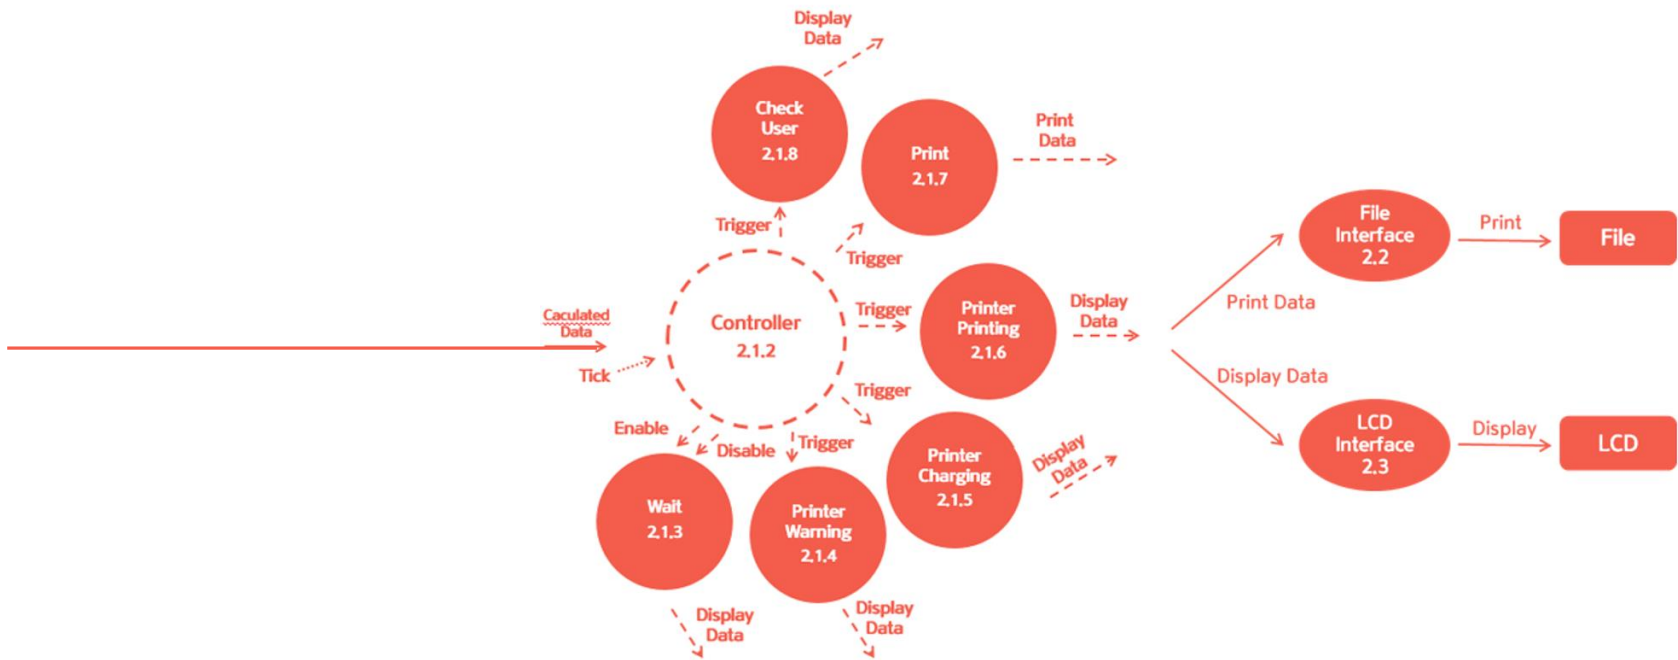 Display
Data
Check
User
2.1.8
Print
2.1.7
Print
Data
Trigger
Trigger
File
Interface
2.2
Print
File
Caculated
Data
Tick
Controller
2.1.2
Trigger
Printer
Printing
2.1.6
Display
Data
Print Data
Display Data
Trigger
Enable
Disable
Trigger
LCD
Interface
2.3
Display
LCD
Wait
2.1.3
Printer
Warning
2.1.4
Printer
Charging
2.1.5
Display
Data
Display
Data
Display
Data